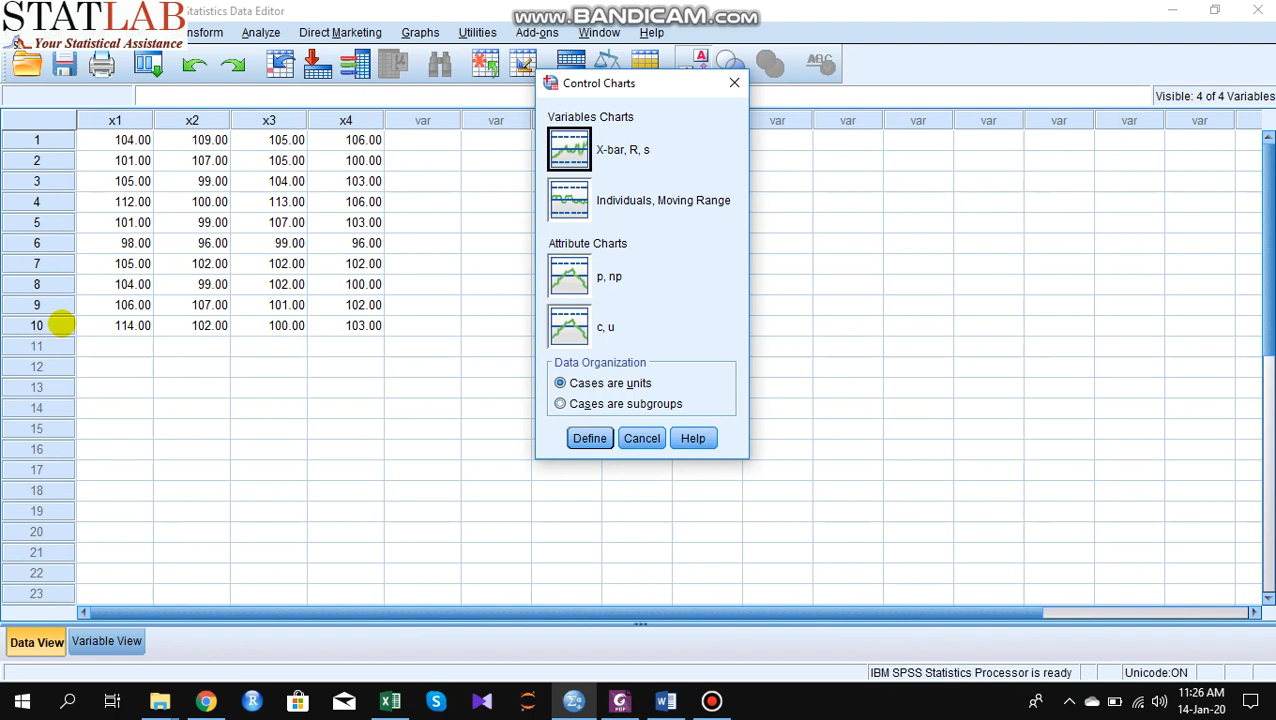 STATLAB
Your Statistical Assistance
Statistics Data Editor
www.BANDICAM.com
nsform Analyze Direct Marketing Graphs Utilities Add-ons Window Help
Visible: 4 of 4 Variables
x1 x2 x3 x4 var var var var var var var var
1 104.00 109.00 105.00 106.00
2 101.00 107.00 105.00 100.00
3 105.00 99.00 104.00 103.00
4 112.00 100.00 113.00 106.00
5 101.00 99.00 107.00 103.00
6 98.00 96.00 99.00 96.00
7 105.00 102.00 102.00 102.00
8 104.00 99.00 102.00 100.00
9 106.00 107.00 101.00 102.00
10 114.00 102.00 100.00 103.00
11
12
13
14
15
16
17
18
19
20
21
22
23
Control Charts
Variables Charts
X-bar, R, s
Individuals, Moving Range
Attribute Charts
p, np
c, u
Data Organization
Cases are units
Cases are subgroups
Define Cancel Help
Data View Variable View
IBM SPSS Statistics Processor is ready Unicode:ON
11:26 AM
14-Jan-20